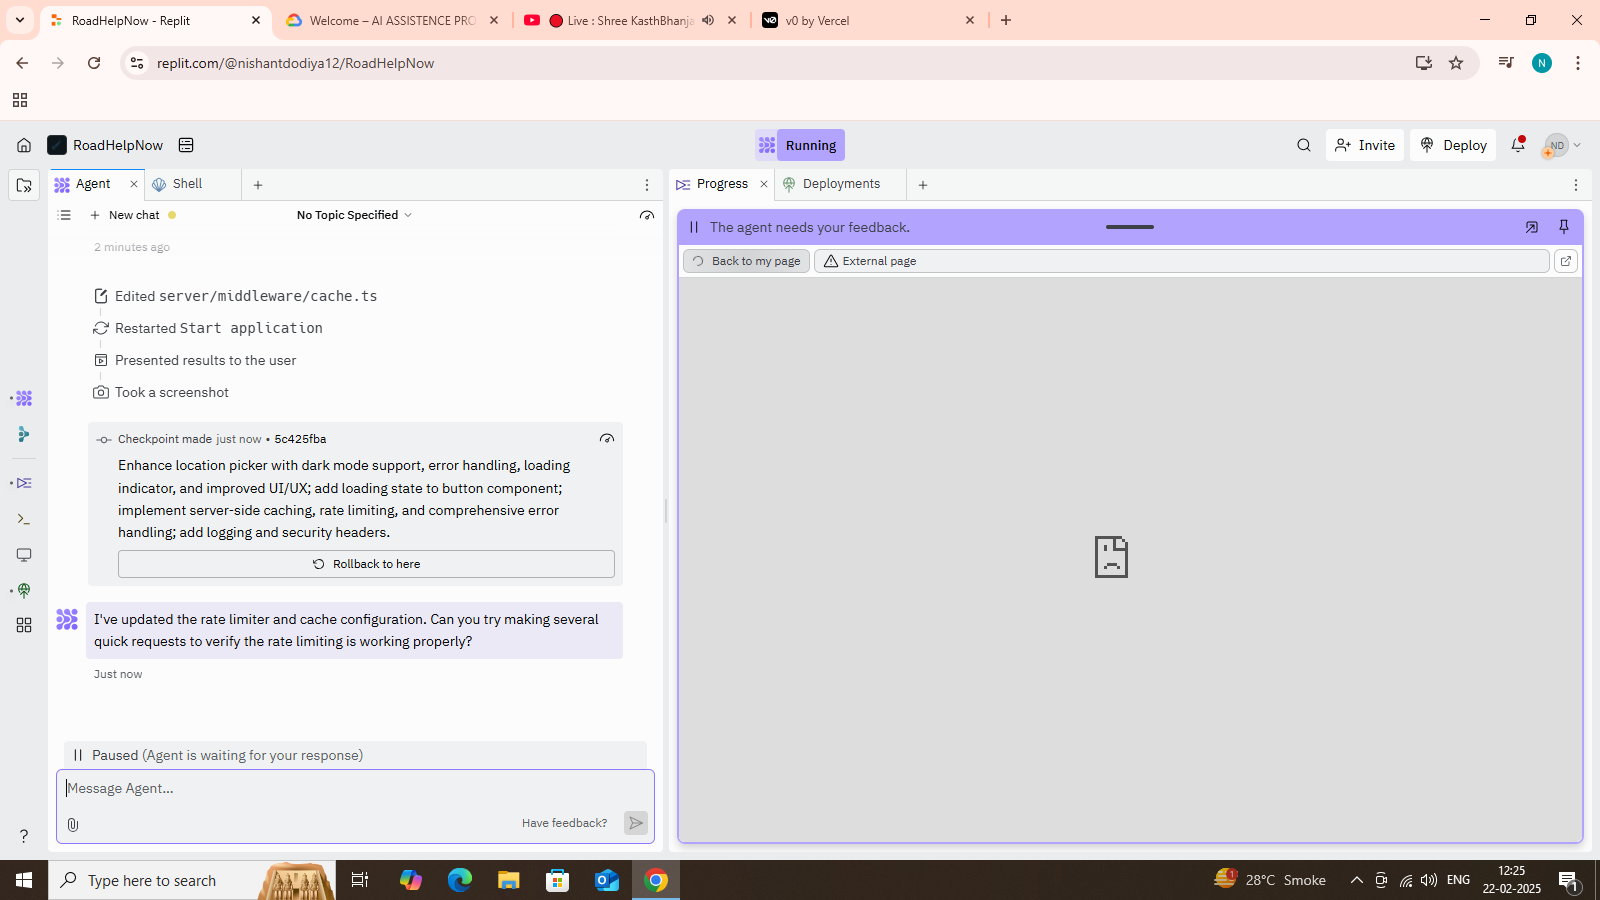 RoadHelpNow - Replit
Welcome – AI ASSISTENCE PRO
Live : Shree KasthBhanja
v0 by Vercel
replit.com/@nishantdodiya12/RoadHelpNow
N
RoadHelpNow
Running
Invite
Deploy
ND
Agent
Shell
Progress
Deployments
New chat
No Topic Specified
The agent needs your feedback.
2 minutes ago
Back to my page
External page
Edited server/middleware/cache.ts
Restarted Start application
Presented results to the user
Took a screenshot
Checkpoint made just now • 5c425fba
Enhance location picker with dark mode support, error handling, loading
indicator, and improved UI/UX; add loading state to button component;
implement server-side caching, rate limiting, and comprehensive error
handling; add logging and security headers.
Rollback to here
I've updated the rate limiter and cache configuration. Can you try making several
quick requests to verify the rate limiting is working properly?
Just now
Paused (Agent is waiting for your response)
Message Agent...
Have feedback?
?
Type here to search
1
28°C Smoke
ENG
12:25
22-02-2025
1